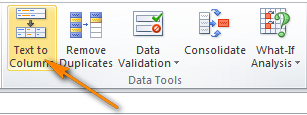 Text to Columns
Remove Duplicates
Data Validation
Consolidate
What-If Analysis
Data Tools